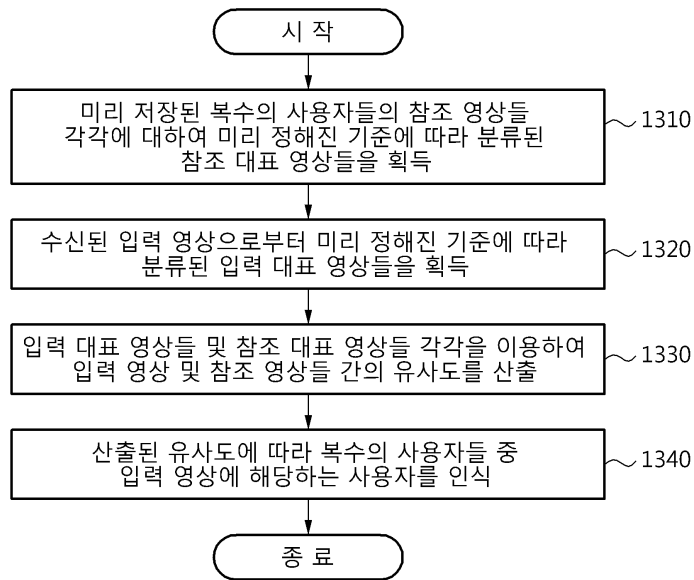 시 작
미리 저장된 복수의 사용자들의 참조 영상들
각각에 대하여 미리 정해진 기준에 따라 분류된
참조 대표 영상들을 획득
1310
수신된 입력 영상으로부터 미리 정해진 기준에 따라
분류된 입력 대표 영상들을 획득
1320
입력 대표 영상들 및 참조 대표 영상들 각각을 이용하여
입력 영상 및 참조 영상들 간의 유사도를 산출
1330
산출된 유사도에 따라 복수의 사용자들 중
입력 영상에 해당하는 사용자를 인식
1340
종 료